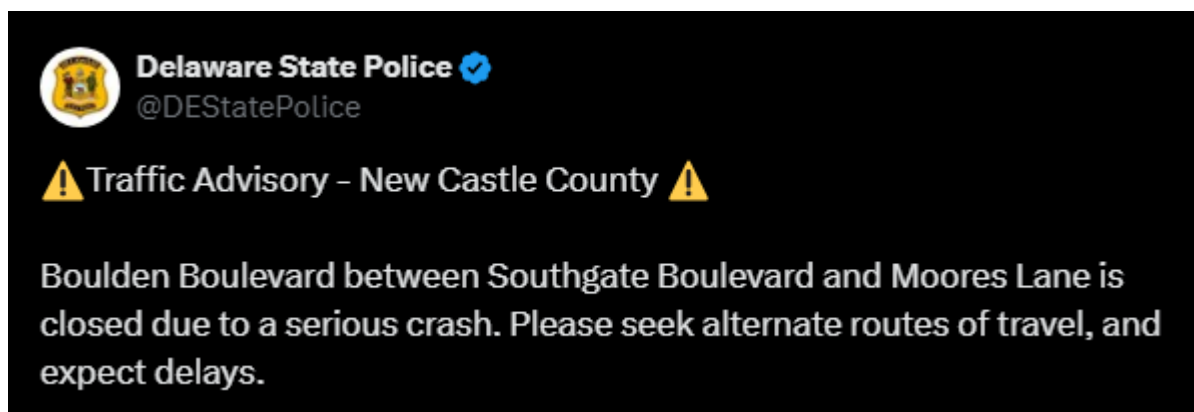 Delaware State Police
@DEStatePolice
⚠️Traffic Advisory - New Castle County ⚠️
Boulden Boulevard between Southgate Boulevard and Moores Lane is
closed due to a serious crash. Please seek alternate routes of travel, and
expect delays.